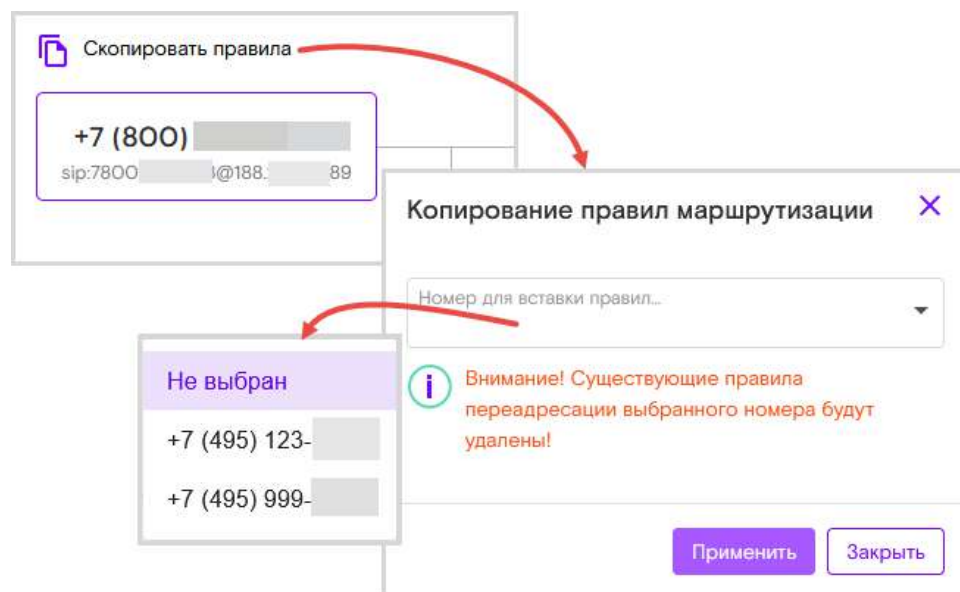 Скопировать правила
+7 (800)
sip:7800 @188. 89
Копирование правил маршрутизации
Номер для вставки правил...
Внимание! Существующие правила
переадресации выбранного номера будут
удалены!
Не выбран
+7 (495) 123-
+7 (495) 999-
Применить Закрыть